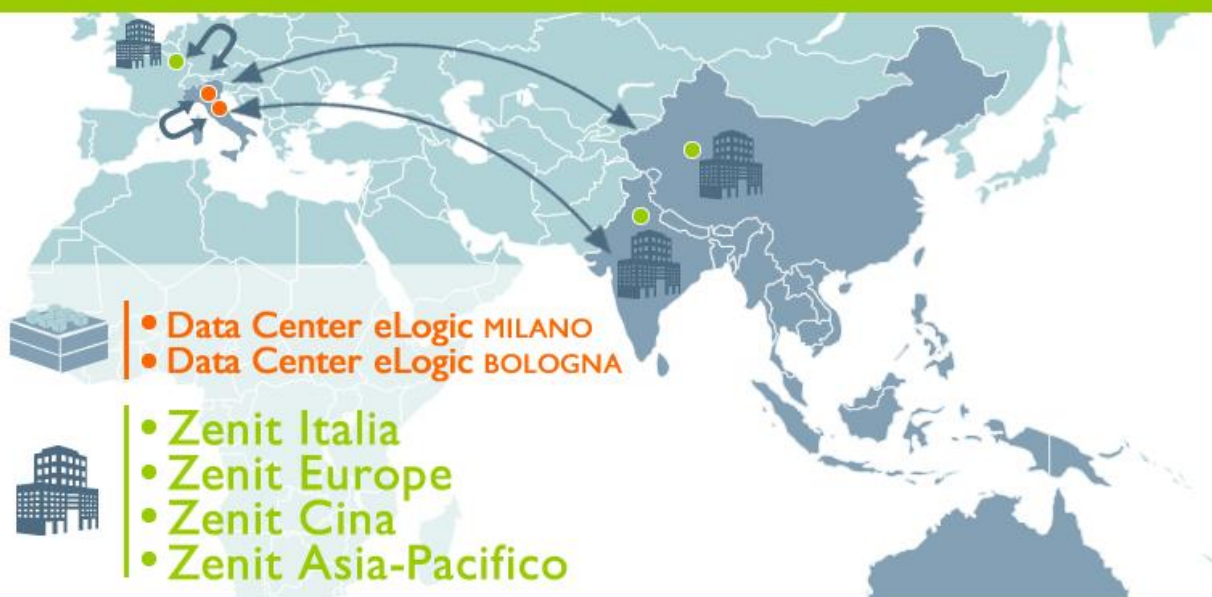 • Data Center eLogic MILANO
• Data Center eLogic BOLOGNA
• Zenit Italia
• Zenit Europe
• Zenit Cina
• Zenit Asia-Pacifico